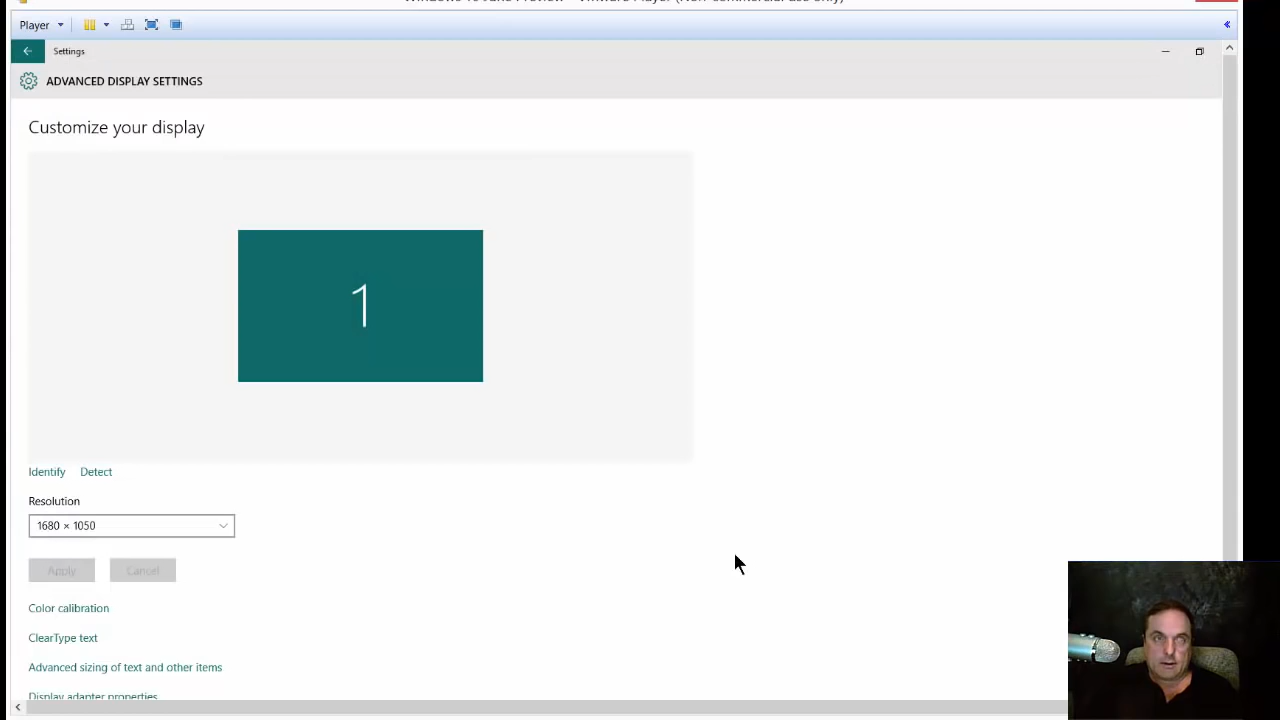 Player
Settings
ADVANCED DISPLAY SETTINGS
Customize your display
1
Identify Detect
Resolution
1680 × 1050
Apply Cancel
Color calibration
ClearType text
Advanced sizing of text and other items
Display adapter properties